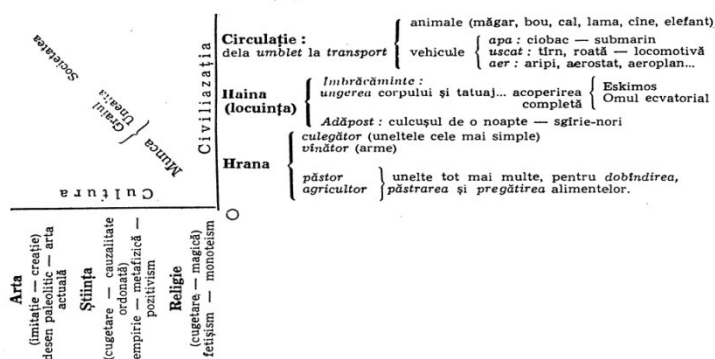 Societatea
Graiul
Unealta
Munca
Civiliazația
Cultura
Circulație :
dela umblet la transport
animale (măgar, bou, cal, lama, cîne, elefant)
vehicule
apa : ciobac — submarin
uscat : tîrn, roată — locomotivă
aer : aripi, aerostat, aeroplan...
Haina
(locuința)
Imbrăcăminte :
ungerea corpului și tatuaj... acoperirea
completă
Eskimos
Omul ecvatorial
Adăpost : culcușul de o noapte — sgîrie-nori
Hrana
culegător (uneltele cele mai simple)
vînător (arme)
păstor
agricultor
unelte tot mai multe, pentru dobîndirea,
păstrarea și pregătirea alimentelor.
O
Arta
(imitație — creație)
desen paleolitic — arta
actuală
Știința
(cugetare — cauzalitate
ordonată)
empirie — metafizică —
pozitivism
Religie
(cugetare — magică)
fetișism — monoteism